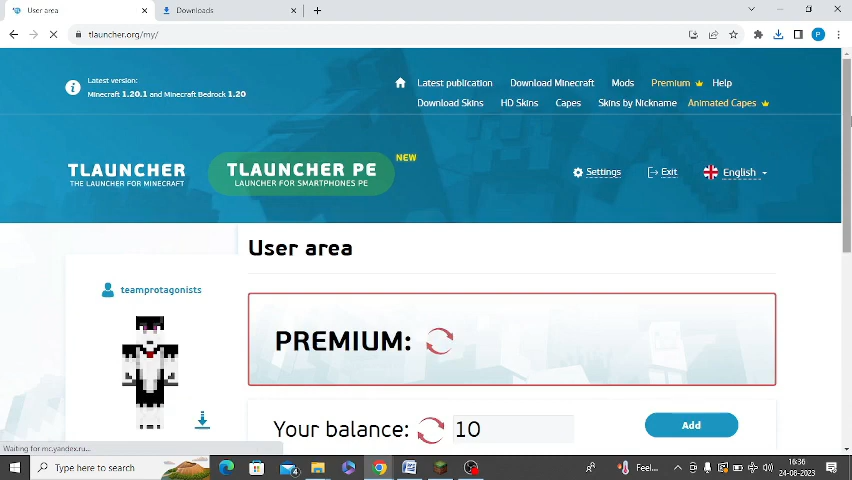 User area
Downloads
tlauncher.org/my/
P
Latest version:
Minecraft 1.20.1 and Minecraft Bedrock 1.20
Latest publication Download Minecraft Mods Premium Help
Download Skins HD Skins Capes Skins by Nickname Animated Capes
TLAUNCHER
THE LAUNCHER FOR MINECRAFT
TLAUNCHER PE
LAUNCHER FOR SMARTPHONES PE
NEW
Settings Exit English
User area
teamprotagonists
PREMIUM:
Your balance: 10 Add
Waiting for mc.yandex.ru...
Type here to search
4
Feel...
16:36
24-08-2023